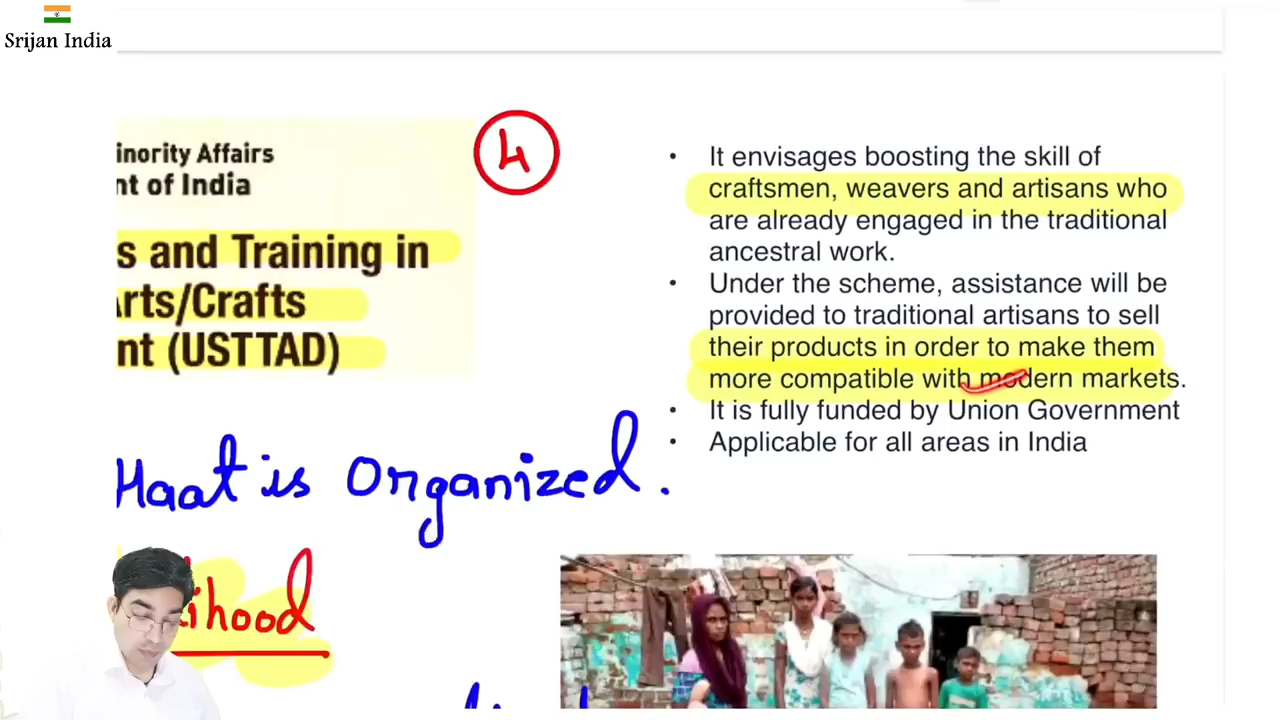 Srijan India
inority Affairs
nt of India
s and Training in
Arts/Crafts
nt (USTTAD)
4
Haat is Organized.
lihood
• It envisages boosting the skill of
craftsmen, weavers and artisans who
are already engaged in the traditional
ancestral work.
• Under the scheme, assistance will be
provided to traditional artisans to sell
their products in order to make them
more compatible with modern markets.
• It is fully funded by Union Government
• Applicable for all areas in India